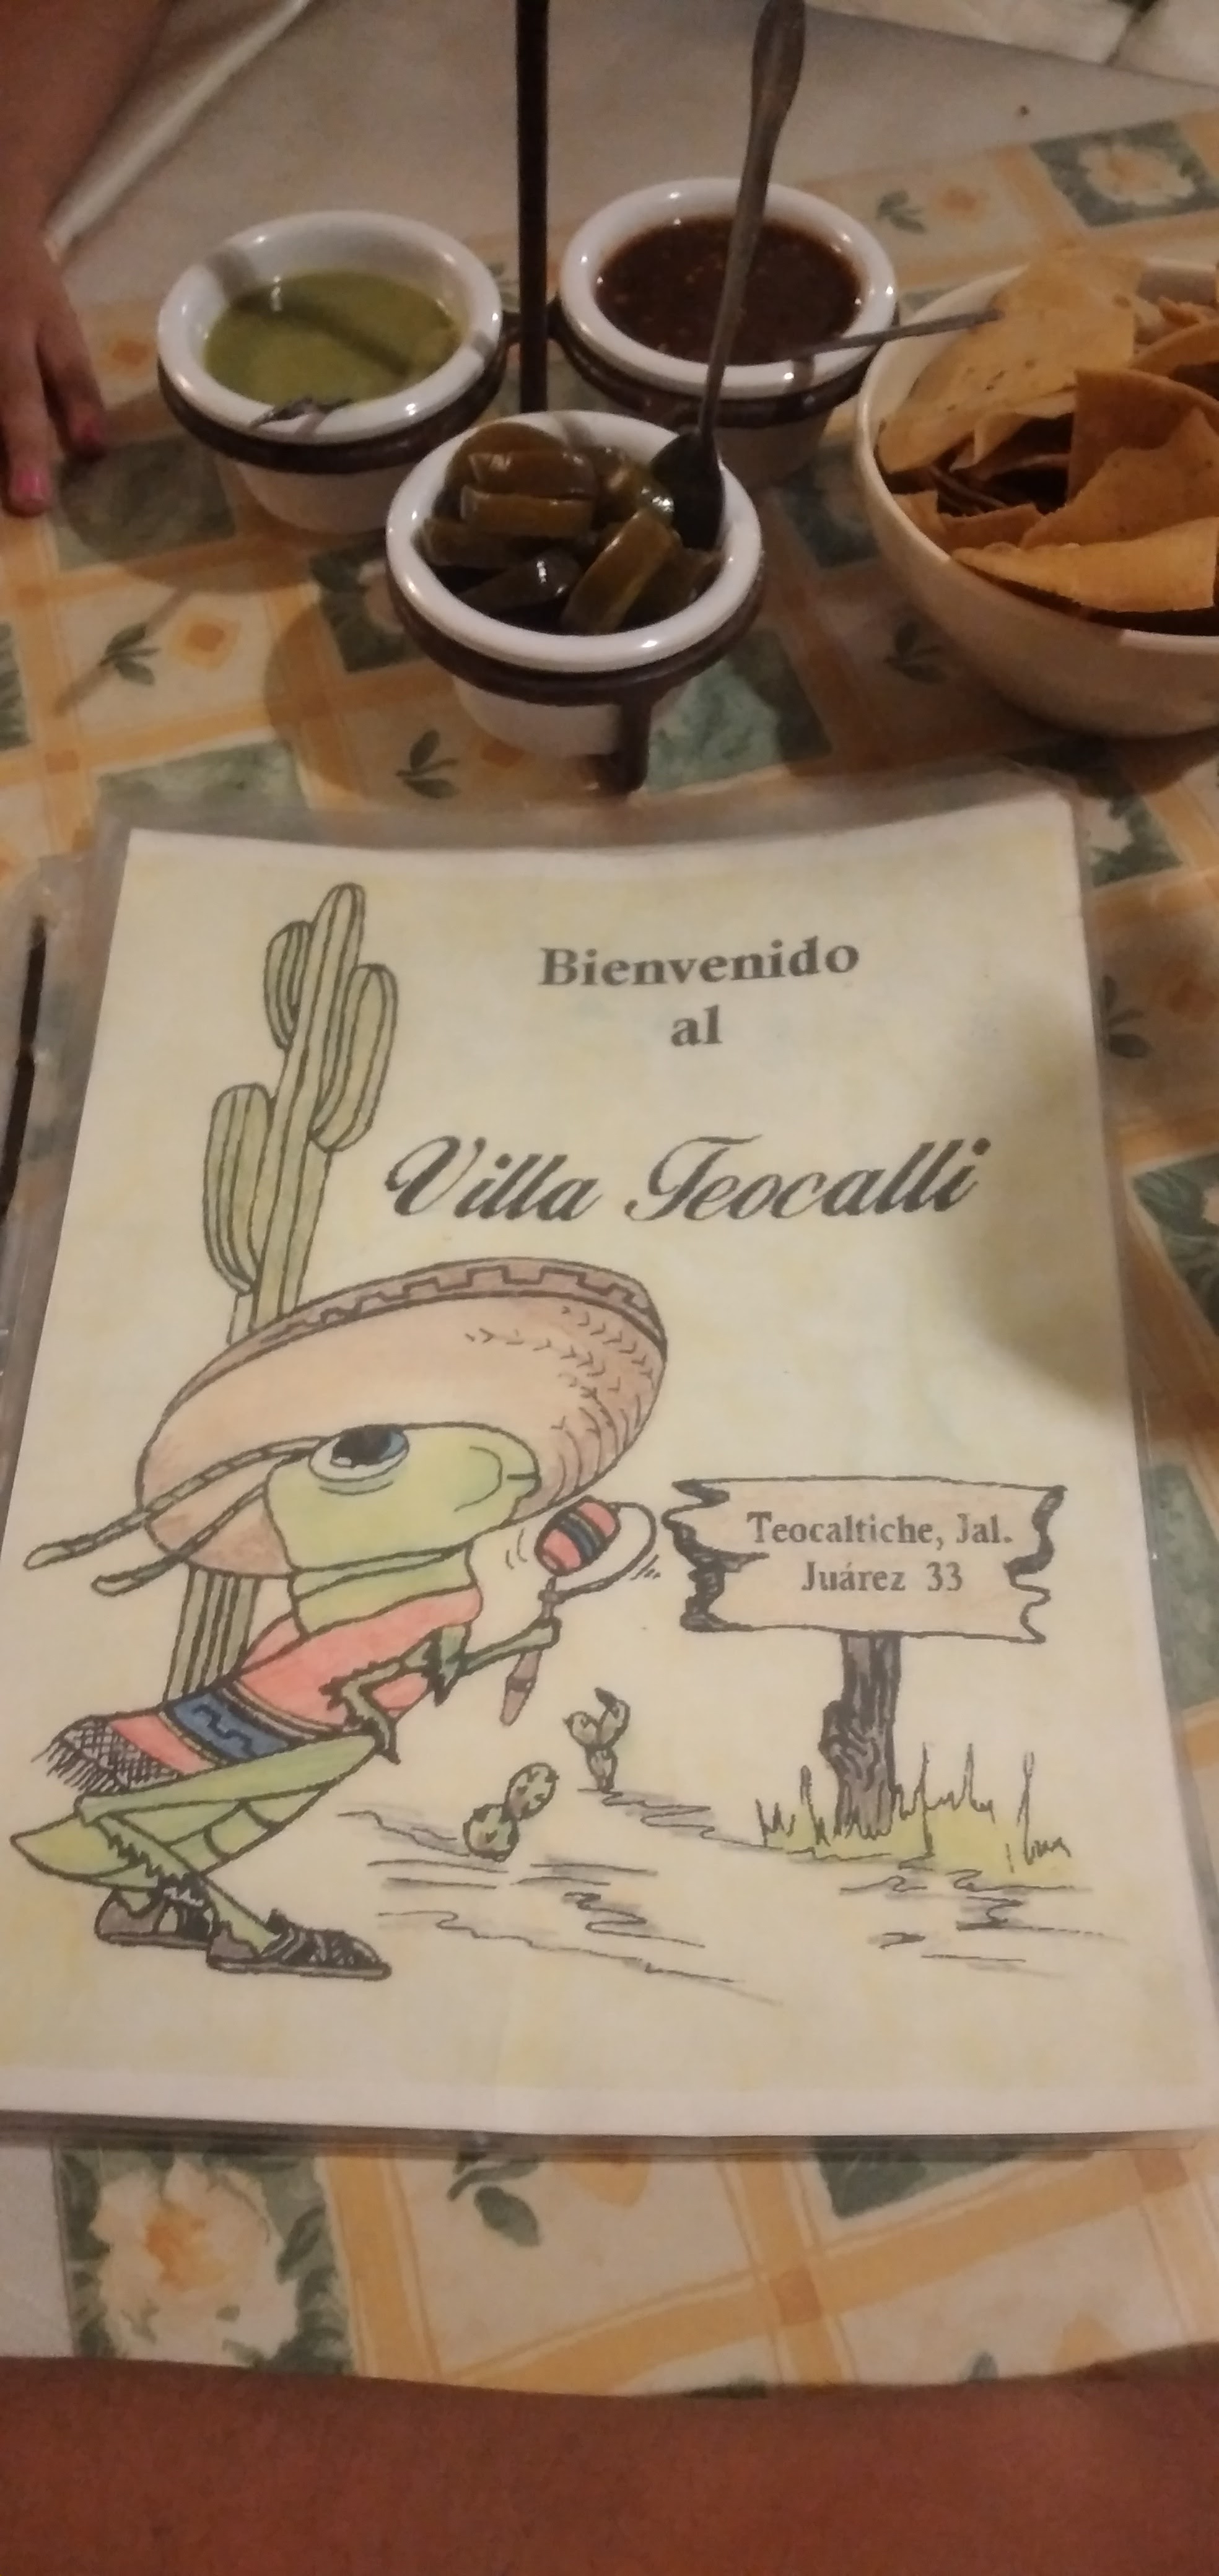 Bienvenido
al
Villa Teocalli
Teocaltiche, Jal.
Juárez 33